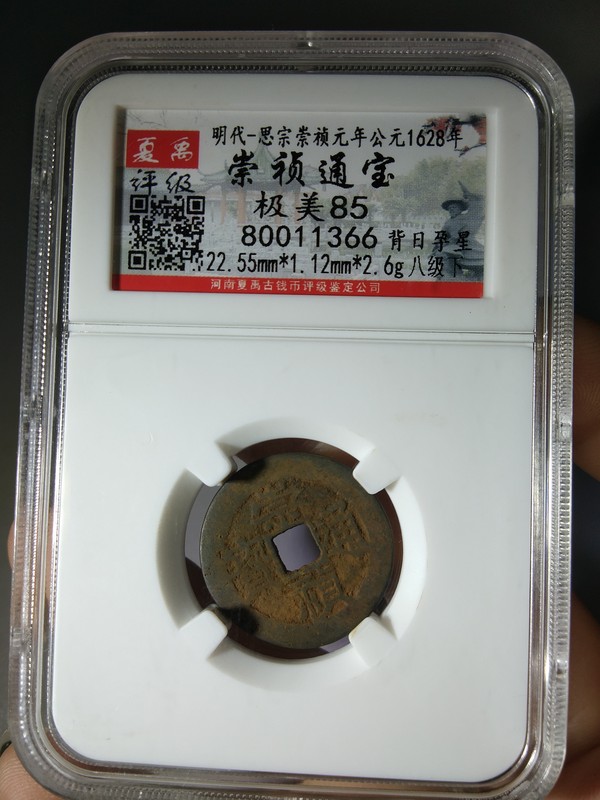 夏禹
评级
明代-思宗崇祯元年公元1628年
崇祯通宝
极美85
80011366 背日孕星
22.55mm*1.12mm*2.6g 八级下
河南夏禹古钱币评级鉴定公司